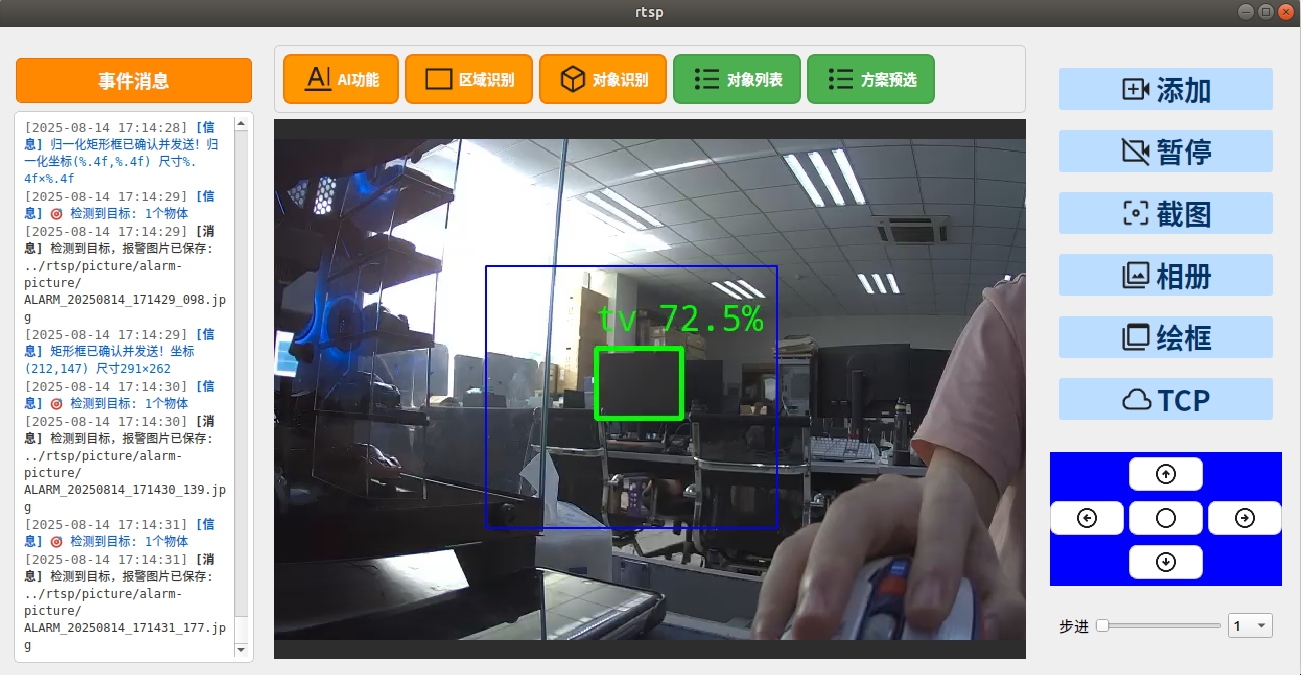 rtsp
事件消息
[2025-08-14 17:14:28] [信
息] 归一化矩形框已确认并发送! 归
一化坐标(%.4f,%.4f) 尺寸%.
4f×%.4f
[2025-08-14 17:14:29] [信
息] 🎯 检测到目标: 1个物体
[2025-08-14 17:14:29] [消
息] 检测到目标, 报警图片已保存:
../rtsp/picture/alarm-
picture/
ALARM_20250814_171429_098.jp
g
[2025-08-14 17:14:29] [信
息] 矩形框已确认并发送! 坐标
(212,147) 尺寸291×262
[2025-08-14 17:14:30] [信
息] 🎯 检测到目标: 1个物体
[2025-08-14 17:14:30] [消
息] 检测到目标, 报警图片已保存:
../rtsp/picture/alarm-
picture/
ALARM_20250814_171430_139.jp
g
[2025-08-14 17:14:31] [信
息] 🎯 检测到目标: 1个物体
[2025-08-14 17:14:31] [消
息] 检测到目标, 报警图片已保存:
../rtsp/picture/alarm-
picture/
ALARM_20250814_171431_177.jp
g
AI AI功能
区域识别
对象识别
对象列表
方案预选
tv 72.5%
添加
暂停
截图
相册
绘框
TCP
步进 1